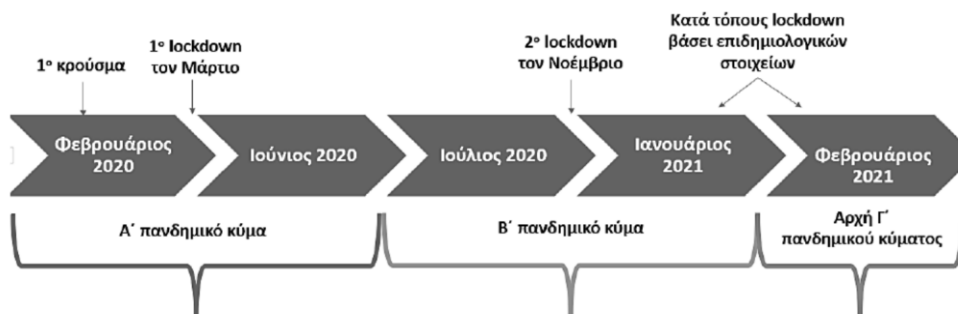 1ο κρούσμα
1ο lockdown
τον Μάρτιο
2ο lockdown
τον Νοέμβριο
Κατά τόπους lockdown
βάσει επιδημιολογικών
στοιχείων
Φεβρουάριος
2020
Ιούνιος 2020
Ιούλιος 2020
Ιανουάριος
2021
Φεβρουάριος
2021
Α΄ πανδημικό κύμα
Β΄ πανδημικό κύμα
Αρχή Γ΄
πανδημικού κύματος